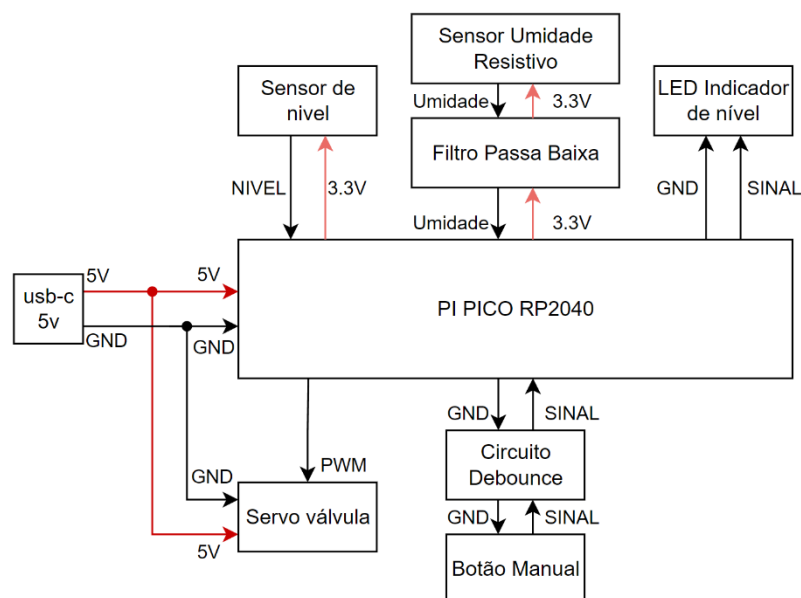 Sensor Umidade
Resistivo
Sensor de
nivel
LED Indicador
de nível
Umidade
3.3V
Filtro Passa Baixa
NIVEL
3.3V
Umidade
3.3V
GND
SINAL
usb-c
5v
5V
5V
GND
GND
PI PICO RP2040
GND
SINAL
PWM
Circuito
Debounce
GND
Servo válvula
5V
GND
SINAL
Botão Manual